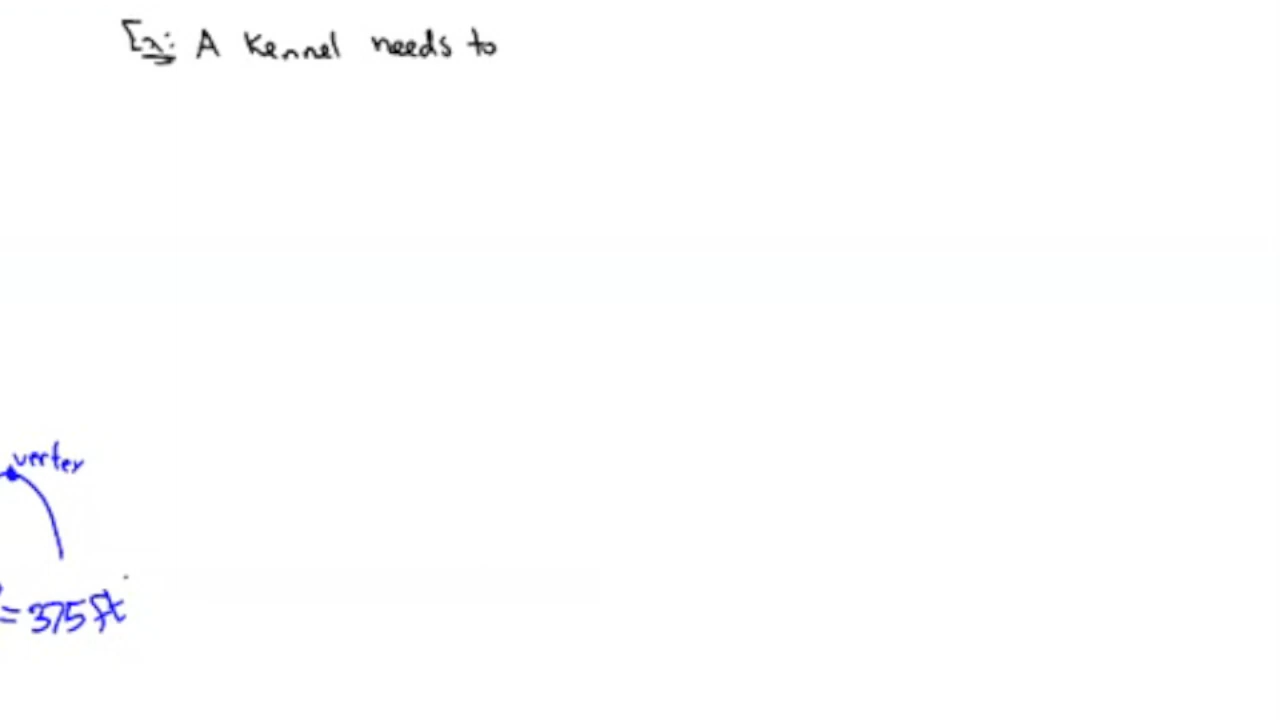 Ex: A Kennel needs to
vertex
= 375 ft